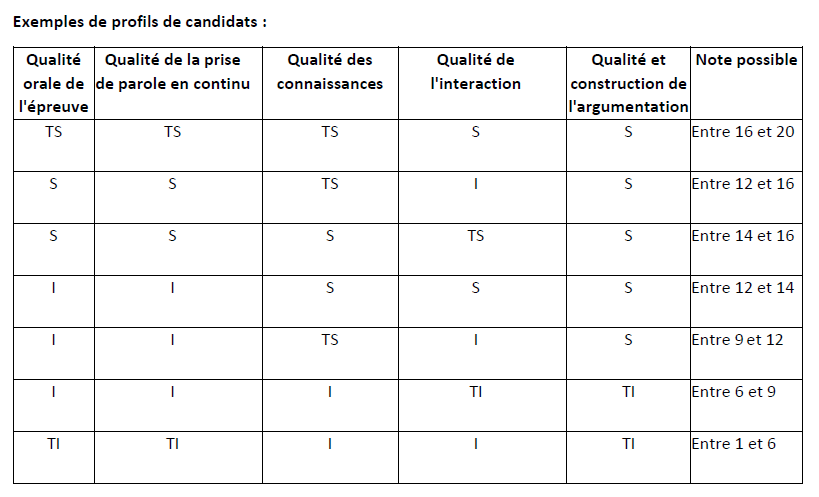 Exemples de profils de candidats :
Qualité orale de l'épreuve | Qualité de la prise de parole en continu | Qualité des connaissances | Qualité de l'interaction | Qualité et construction de l'argumentation | Note possible
TS | TS | TS | S | S | Entre 16 et 20
S | S | TS | I | S | Entre 12 et 16
S | S | S | TS | S | Entre 14 et 16
I | I | S | S | S | Entre 12 et 14
I | I | TS | I | S | Entre 9 et 12
I | I | I | TI | TI | Entre 6 et 9
TI | TI | I | I | TI | Entre 1 et 6